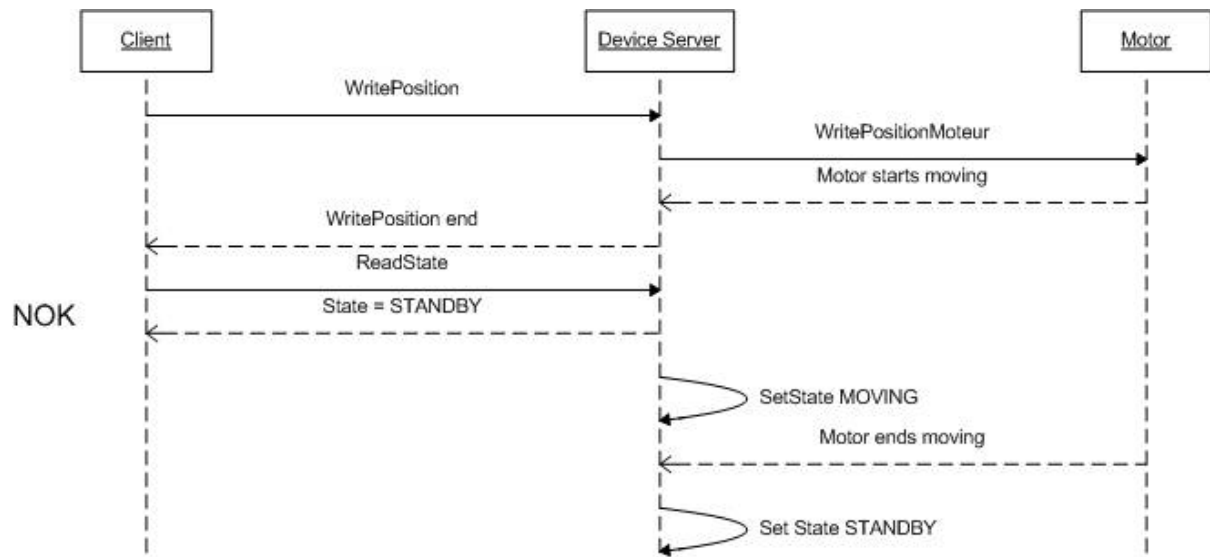 Client
Device Server
Motor
WritePosition
WritePositionMoteur
Motor starts moving
WritePosition end
ReadState
State = STANDBY
NOK
SetState MOVING
Motor ends moving
Set State STANDBY